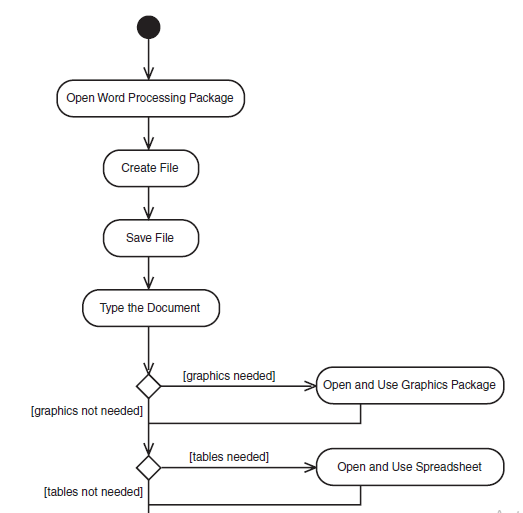 Open Word Processing Package
Create File
Save File
Type the Document
[graphics needed]
Open and Use Graphics Package
[graphics not needed]
[tables needed]
Open and Use Spreadsheet
[tables not needed]